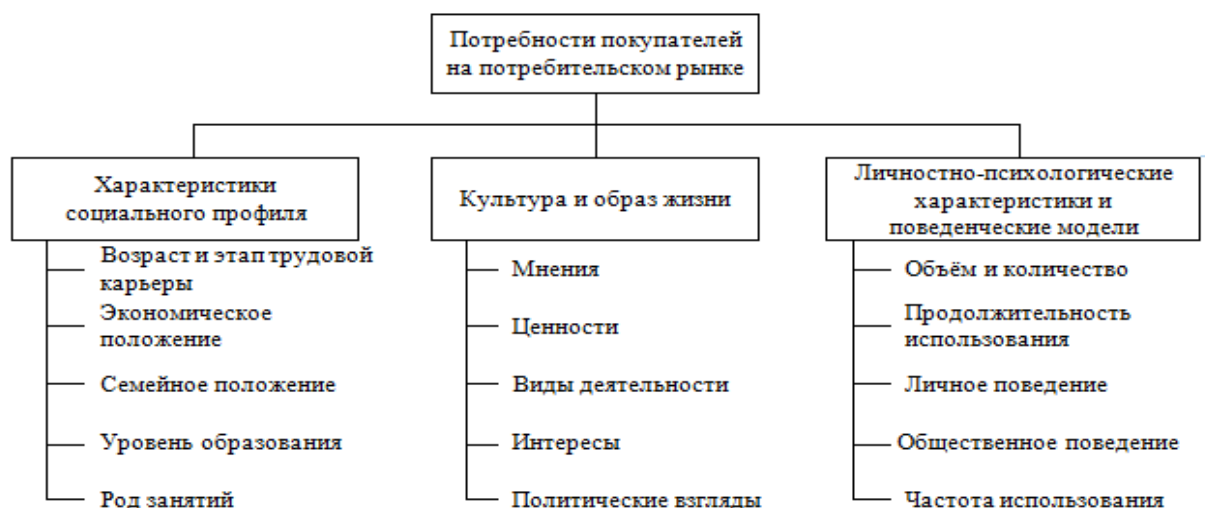 Потребности покупателей
на потребительском рынке
Характеристики
социального профиля
Возраст и этап трудовой
карьеры
Экономическое
положение
Семейное положение
Уровень образования
Род занятий
Культура и образ жизни
Мнения
Ценности
Виды деятельности
Интересы
Политические взгляды
Личностно-психологические
характеристики и
поведенческие модели
Объём и количество
Продолжительность
использования
Личное поведение
Общественное поведение
Частота использования